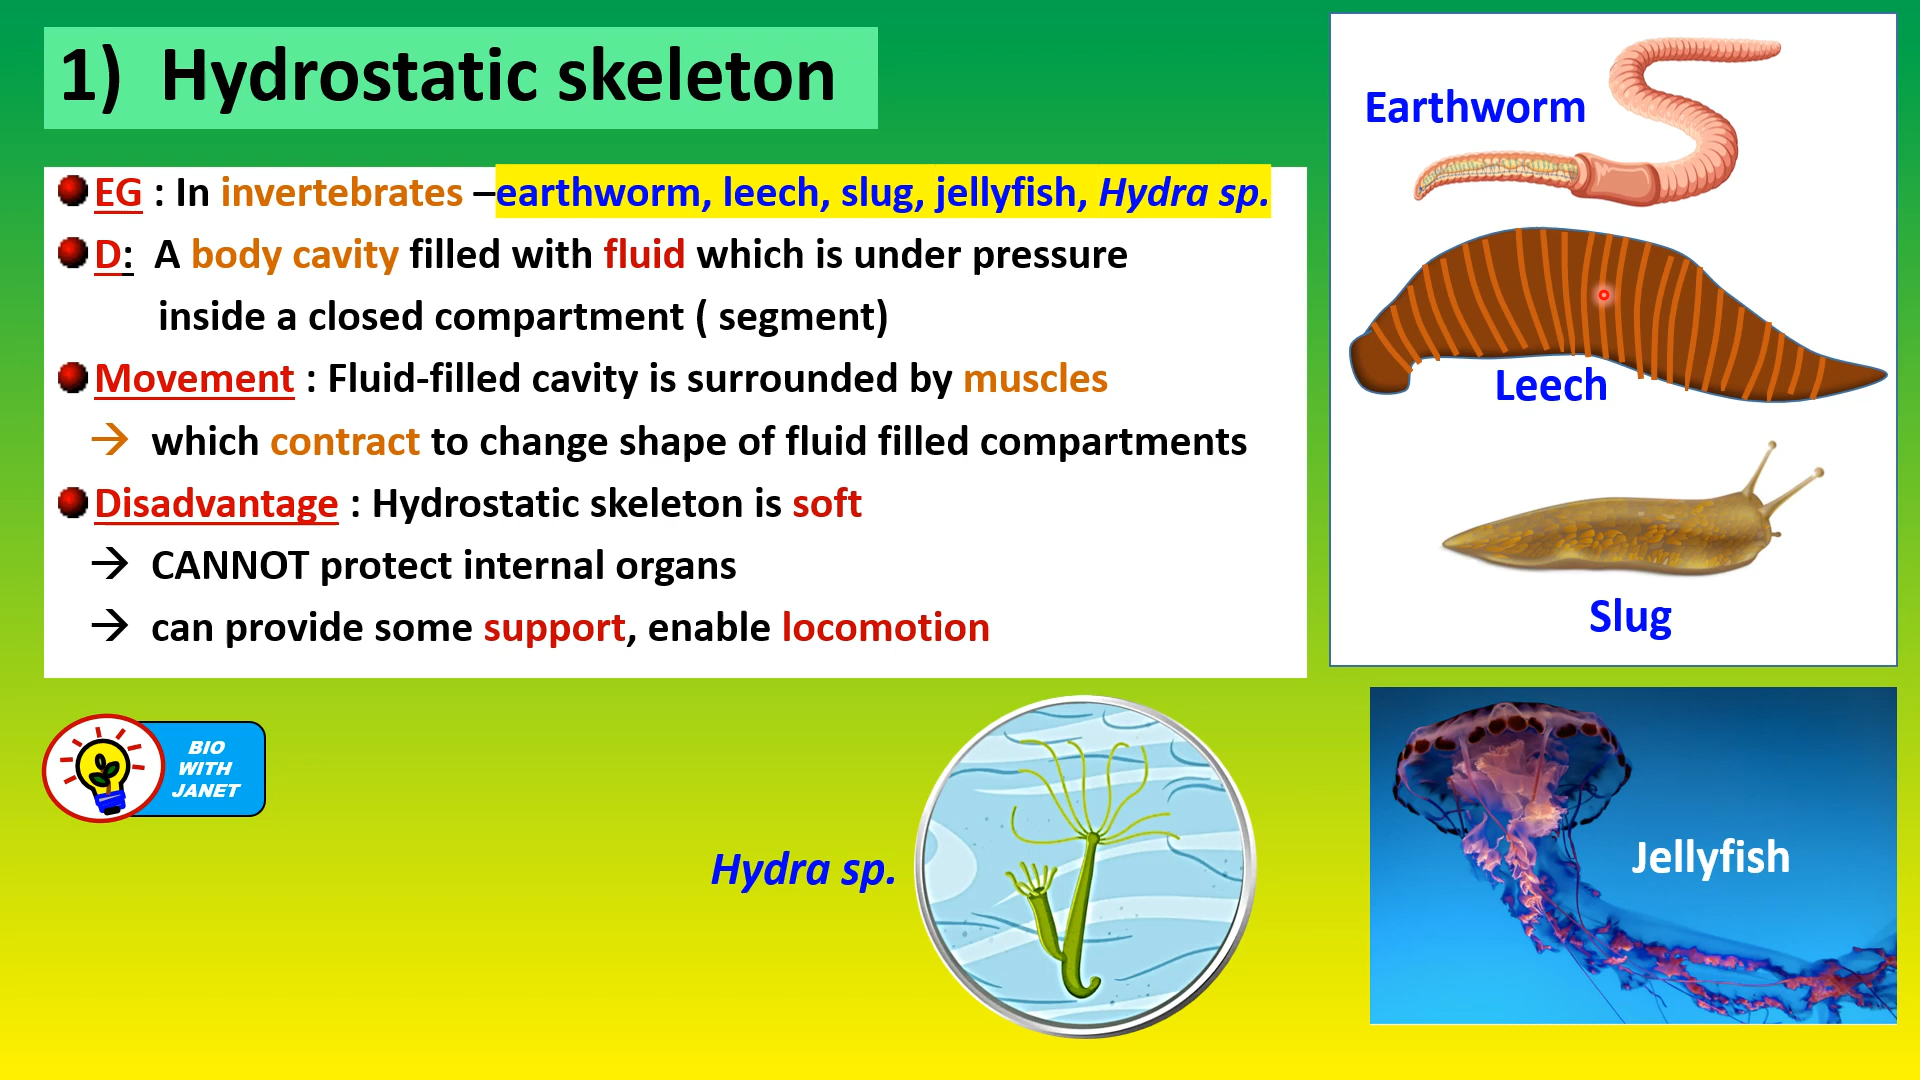 1) Hydrostatic skeleton
EG : In invertebrates –earthworm, leech, slug, jellyfish, Hydra sp.
D: A body cavity filled with fluid which is under pressure
inside a closed compartment ( segment)
Movement : Fluid-filled cavity is surrounded by muscles
→ which contract to change shape of fluid filled compartments
Disadvantage : Hydrostatic skeleton is soft
→ CANNOT protect internal organs
→ can provide some support, enable locomotion
Earthworm
Leech
Slug
BIO
WITH
JANET
Hydra sp.
Jellyfish